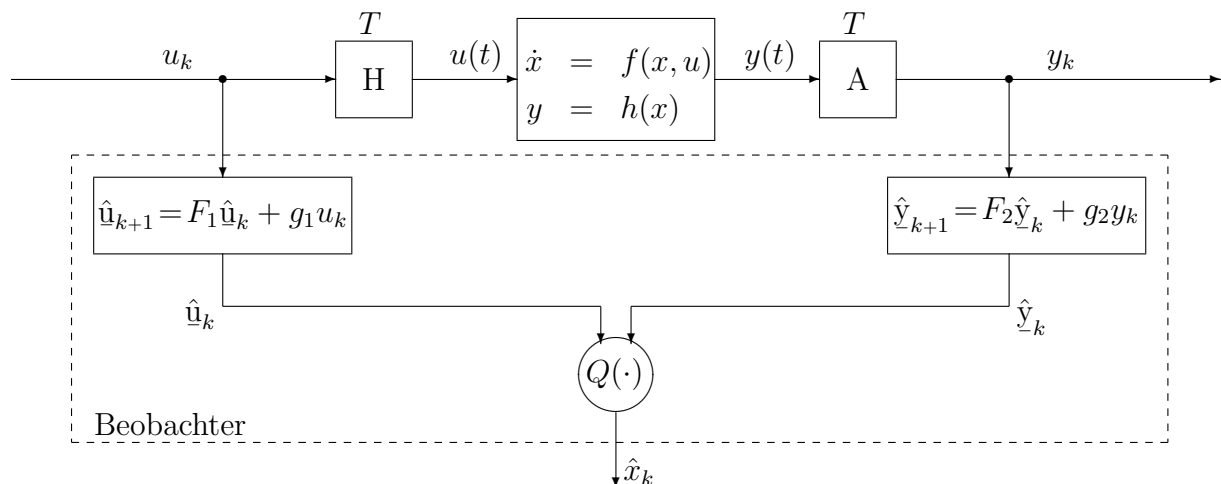 T
T
u_k
H
u(t)
ẋ = f(x, u)
y = h(x)
y(t)
A
y_k
û_{k+1} = F_1 û_k + g_1 u_k
ŷ_{k+1} = F_2 ŷ_k + g_2 y_k
û_k
ŷ_k
Q(·)
Beobachter
x̂_k